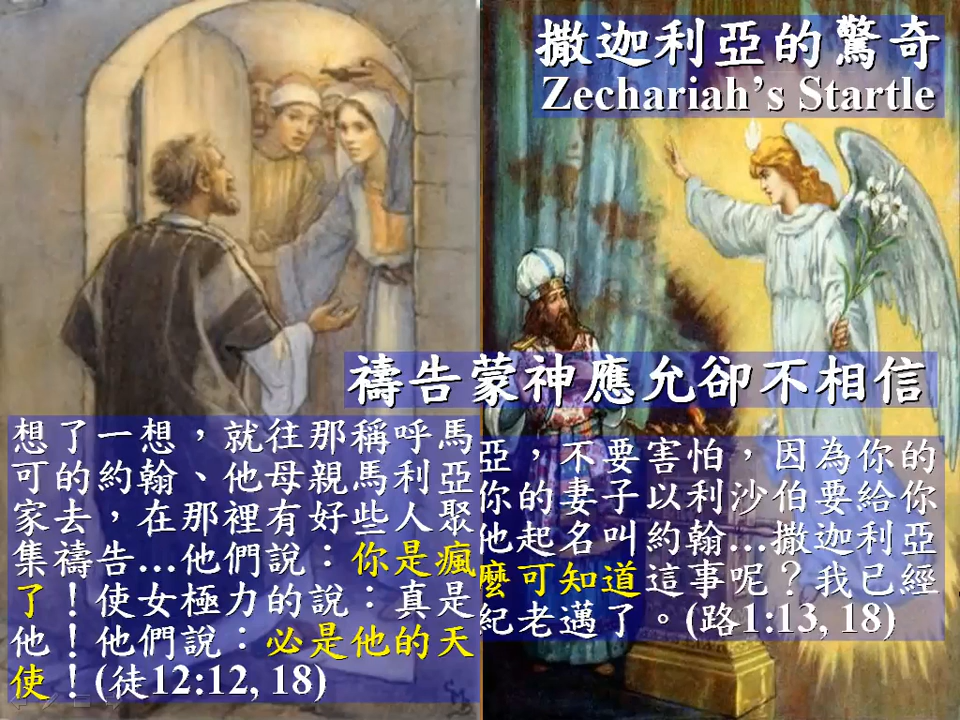 撒迦利亞的驚奇
Zechariah’s Startle
禱告蒙神應允卻不相信
想了一想，就往那稱呼馬
可的約翰、他母親馬利亞
家去，在那裡有好些人聚
集禱告...他們說：你是瘋
了！使女極力的說：真是
他！他們說：必是他的天
使！(徒12:12, 18)
亞，不要害怕，因為你的
你的妻子以利沙伯要給你
他起名叫約翰...撒迦利亞
麼可知道這事呢？我已經
紀老邁了。(路1:13, 18)